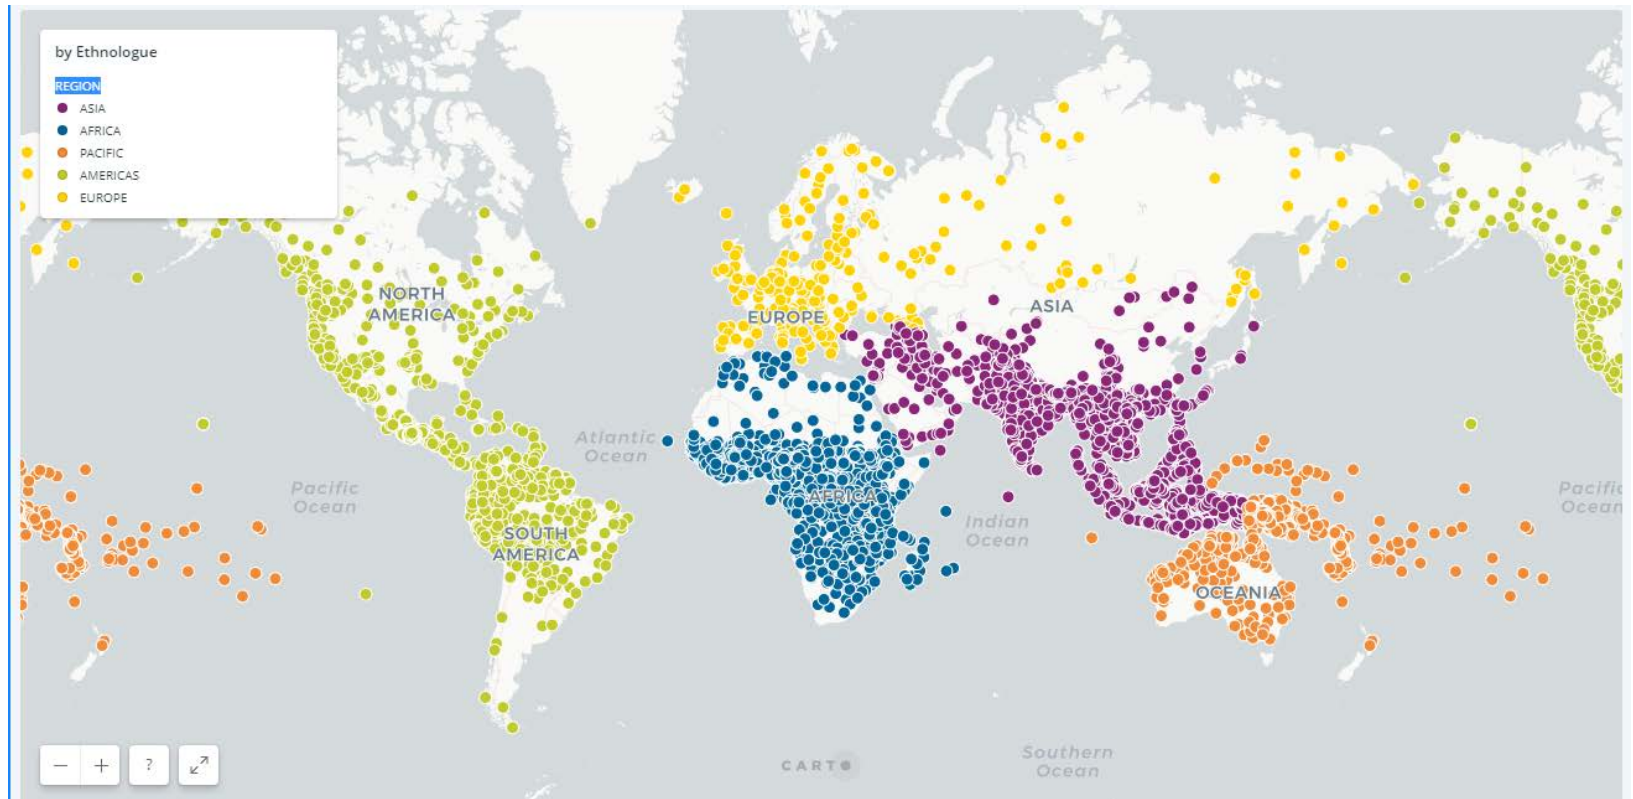 by Ethnologue
REGION
ASIA
AFRICA
PACIFIC
AMERICAS
EUROPE
NORTH
AMERICA
EUROPE
ASIA
Atlantic
Ocean
Pacific
Ocean
AFRICA
Indian
Ocean
Pacific
Ocean
SOUTH
AMERICA
OCEANIA
Southern
Ocean
CARTO
− + ?